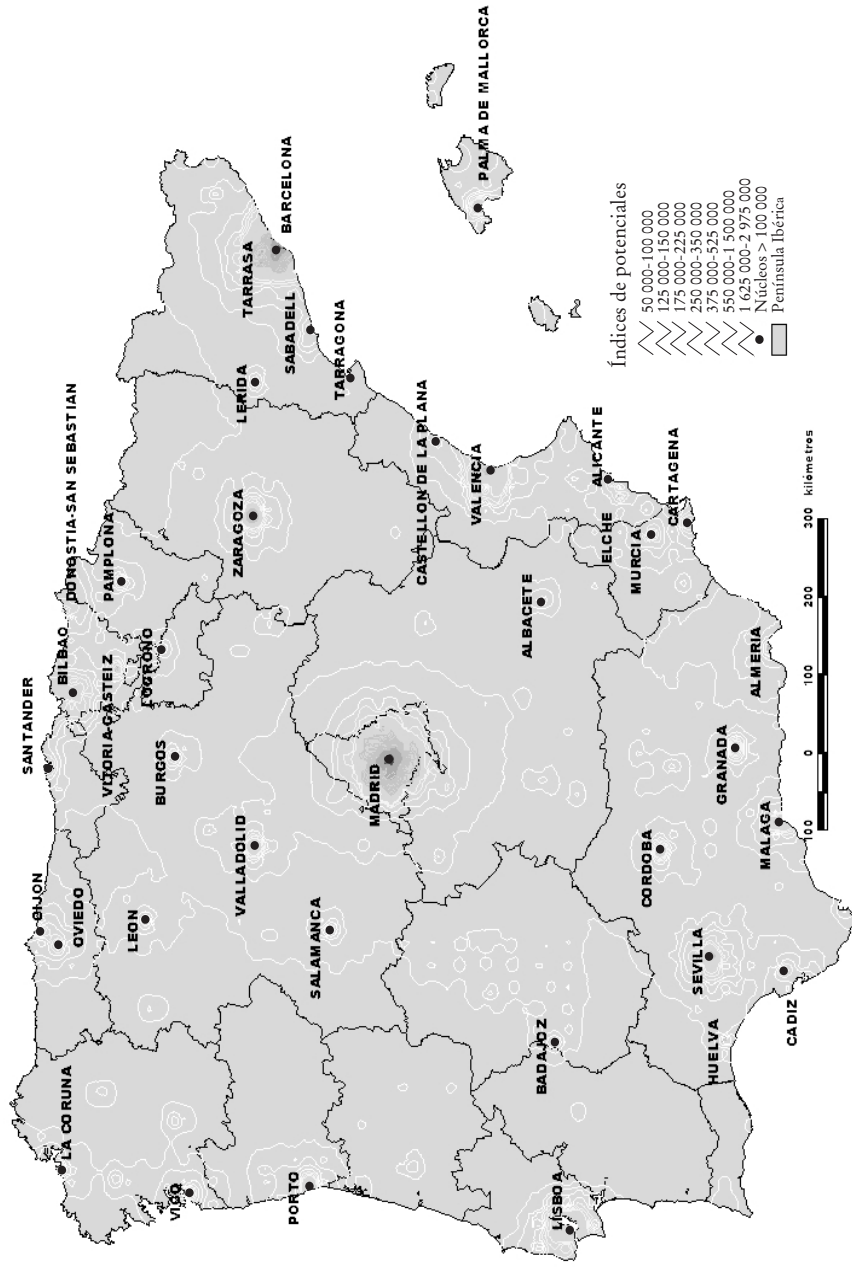 SANTANDER
GIJON
OVIEDO
LA CORUNA
BILBAO
DONOSTIA-SAN SEBASTIAN
VITORIA-GASTEIZ
PAMPLONA
LOGROÑO
LEON
BURGOS
VIGO
PORTO
VALLADOLID
SALAMANCA
ZARAGOZA
LERIDA
TARRASA
SABADELL
BARCELONA
TARRAGONA
MADRID
CASTELLON DE LA PLANA
VALENCIA
PALMA DE MALLORCA
LISBOA
BADAJOZ
ALBACETE
ALICANTE
ELCHE
MURCIA
CARTAGENA
CORDOBA
SEVILLA
HUELVA
CADIZ
MALAGA
GRANADA
ALMERIA
Índices de potenciales
50 000-100 000
125 000-150 000
175 000-225 000
250 000-350 000
375 000-525 000
550 000-1 500 000
1 625 000-2 975 000
Núcleos > 100 000
Península Ibérica
100 0 100 200 300 kilómetros